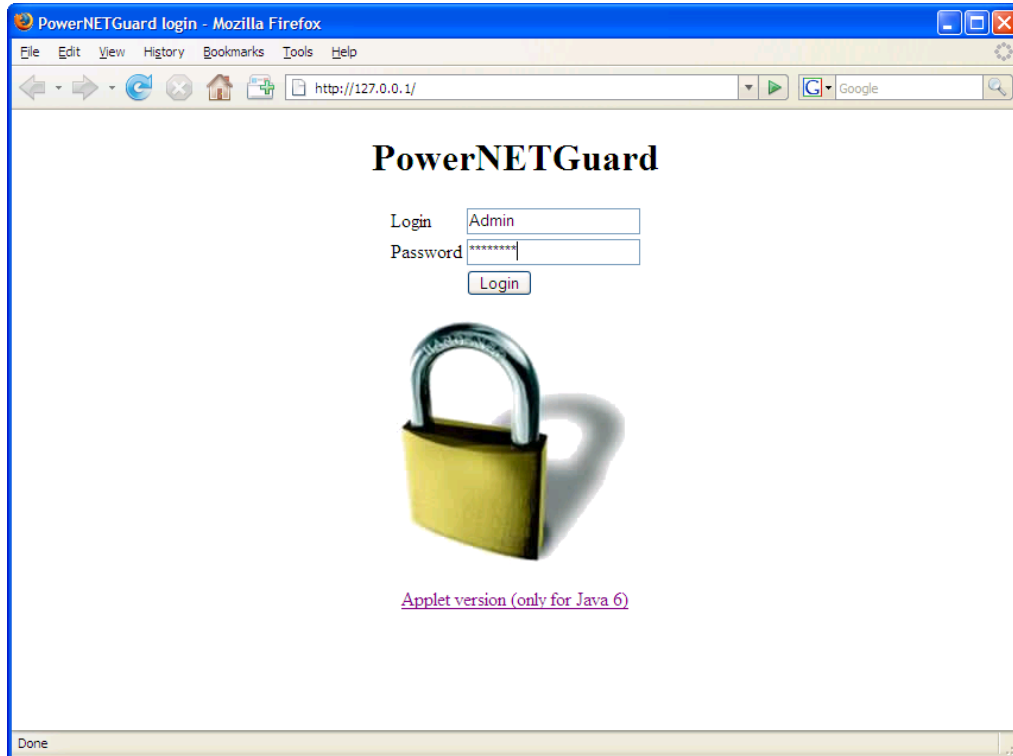 PowerNETGuard login - Mozilla Firefox
File Edit View History Bookmarks Tools Help
http://127.0.0.1/ G Google
PowerNETGuard
Login Admin
Password ********
Login
HARDENED
Applet version (only for Java 6)
Done